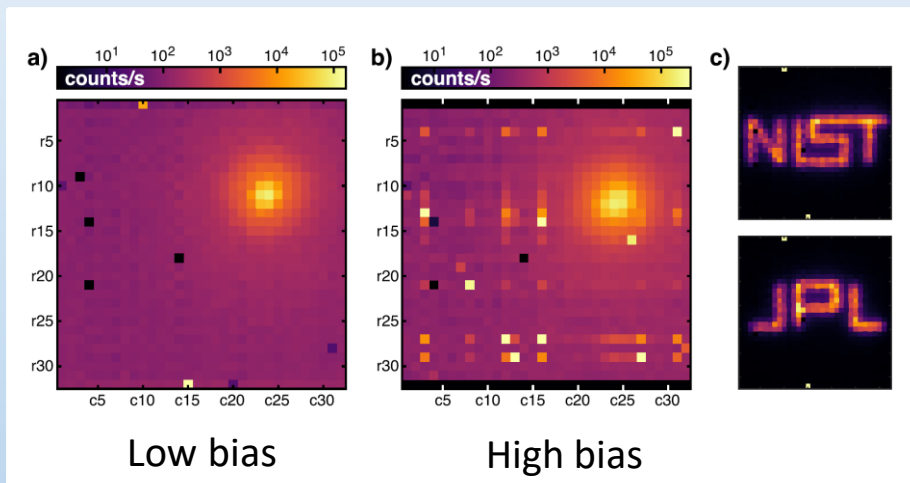 a)
10¹ 10² 10³ 10⁴ 10⁵
counts/s
r5
r10
r15
r20
r25
r30
c5 c10 c15 c20 c25 c30
Low bias
b)
10¹ 10² 10³ 10⁴ 10⁵
counts/s
r5
r10
r15
r20
r25
r30
c5 c10 c15 c20 c25 c30
High bias
c)
NIST
JPL